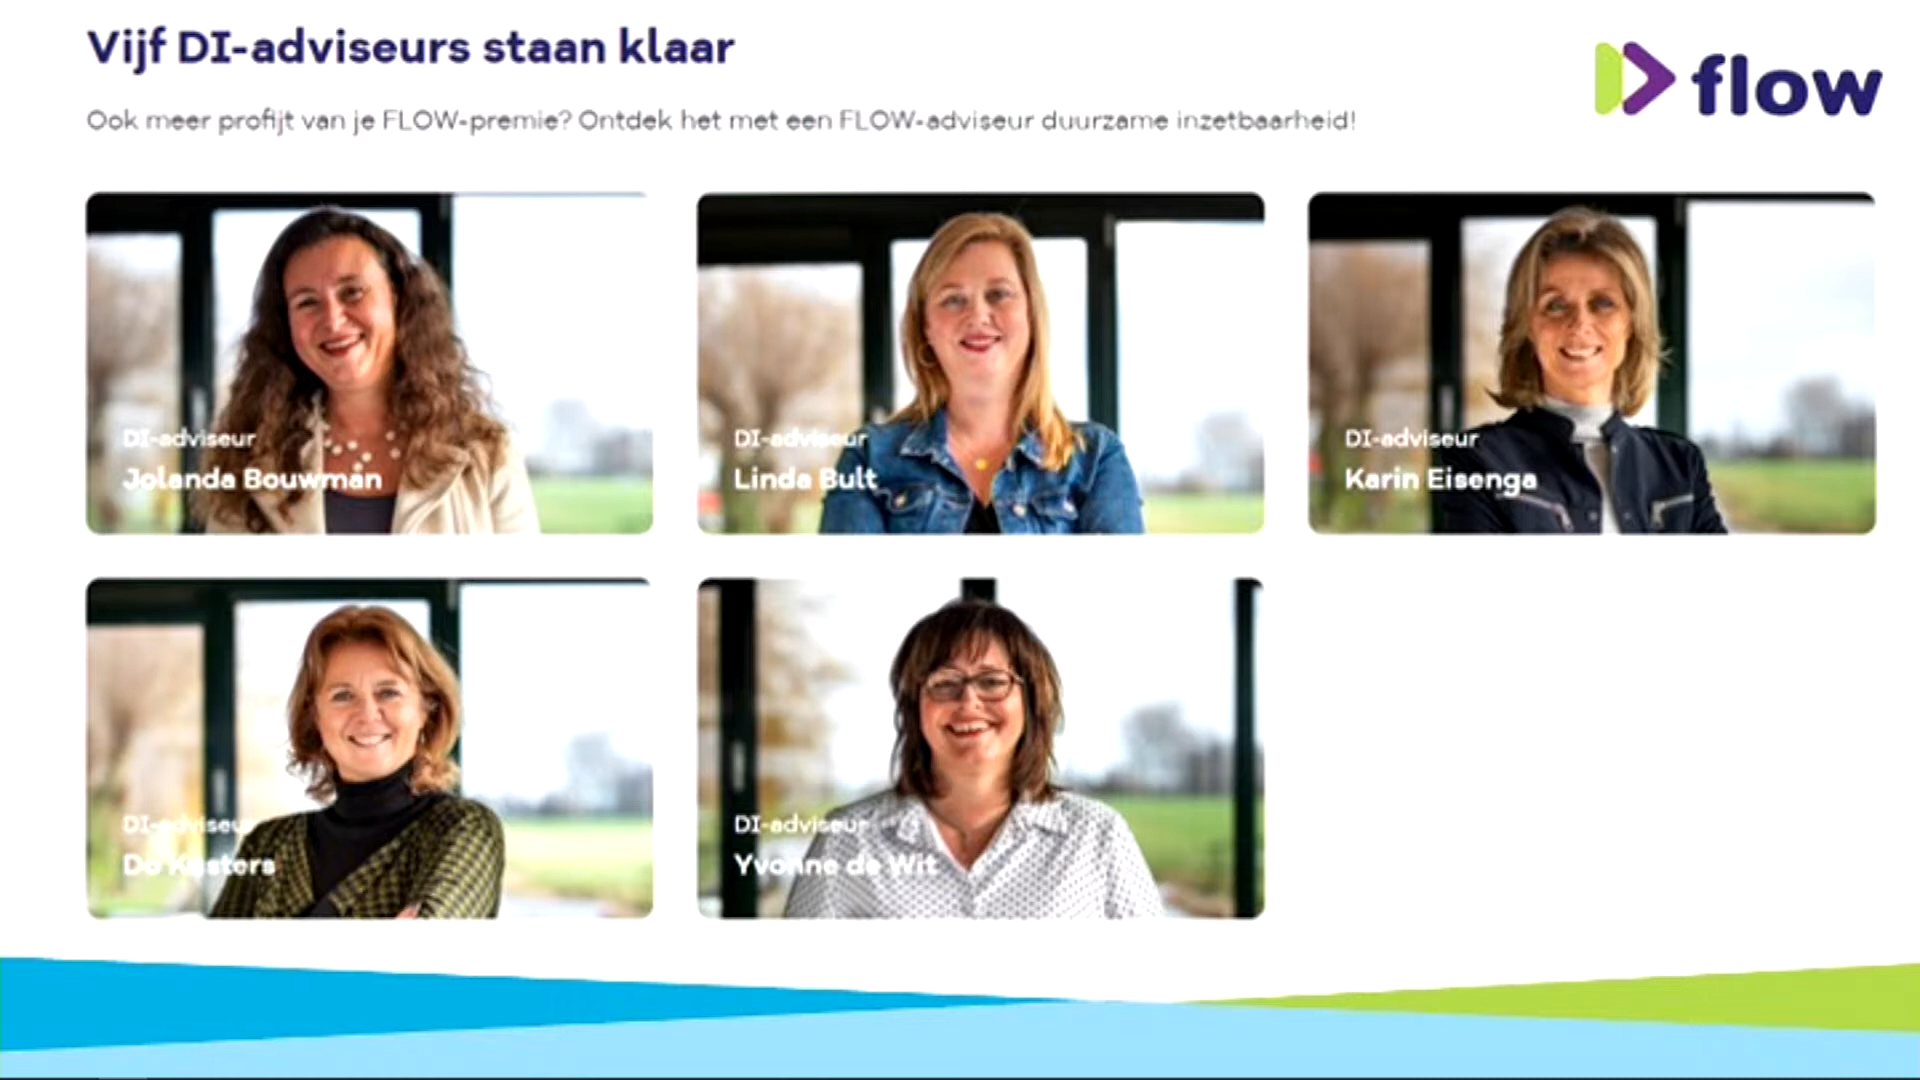 Vijf DI-adviseurs staan klaar
flow
Ook meer profijt van je FLOW-premie? Ontdek het met een FLOW-adviseur duurzame inzetbaarheid!
DI-adviseur
Jolanda Bouwman
DI-adviseur
Linda Bult
DI-adviseur
Karin Eisenga
DI-adviseur
Do Kosters
DI-adviseur
Yvonne de Wit